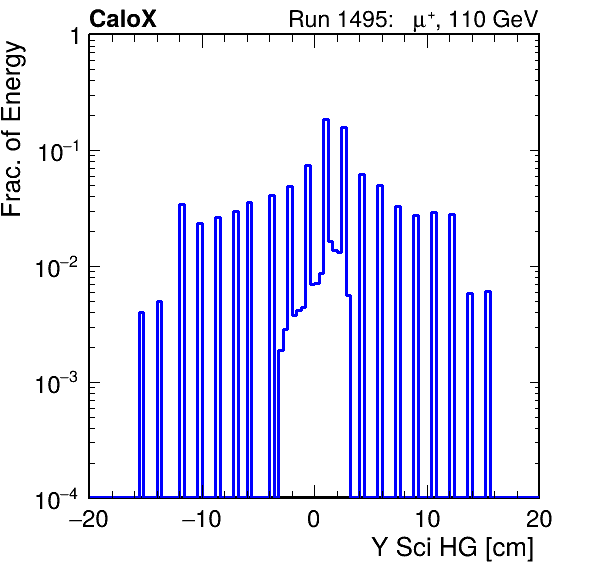 CaloX Run 1495: μ⁺, 110 GeV
Frac. of Energy
1
10⁻¹
10⁻²
10⁻³
10⁻⁴
−20 −10 0 10 20
Y Sci HG [cm]